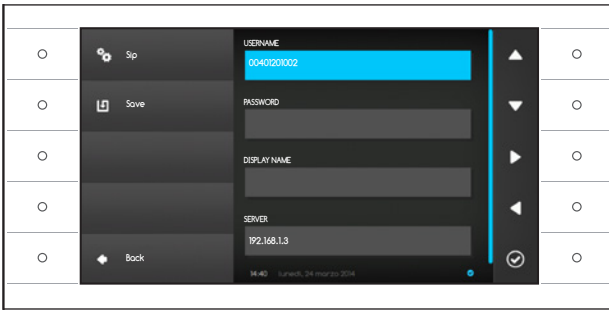 Sip
Save
Back
USERNAME
00401201002
PASSWORD
DISPLAY NAME
SERVER
192.168.1.3
14:40 lunedì, 24 marzo 2014